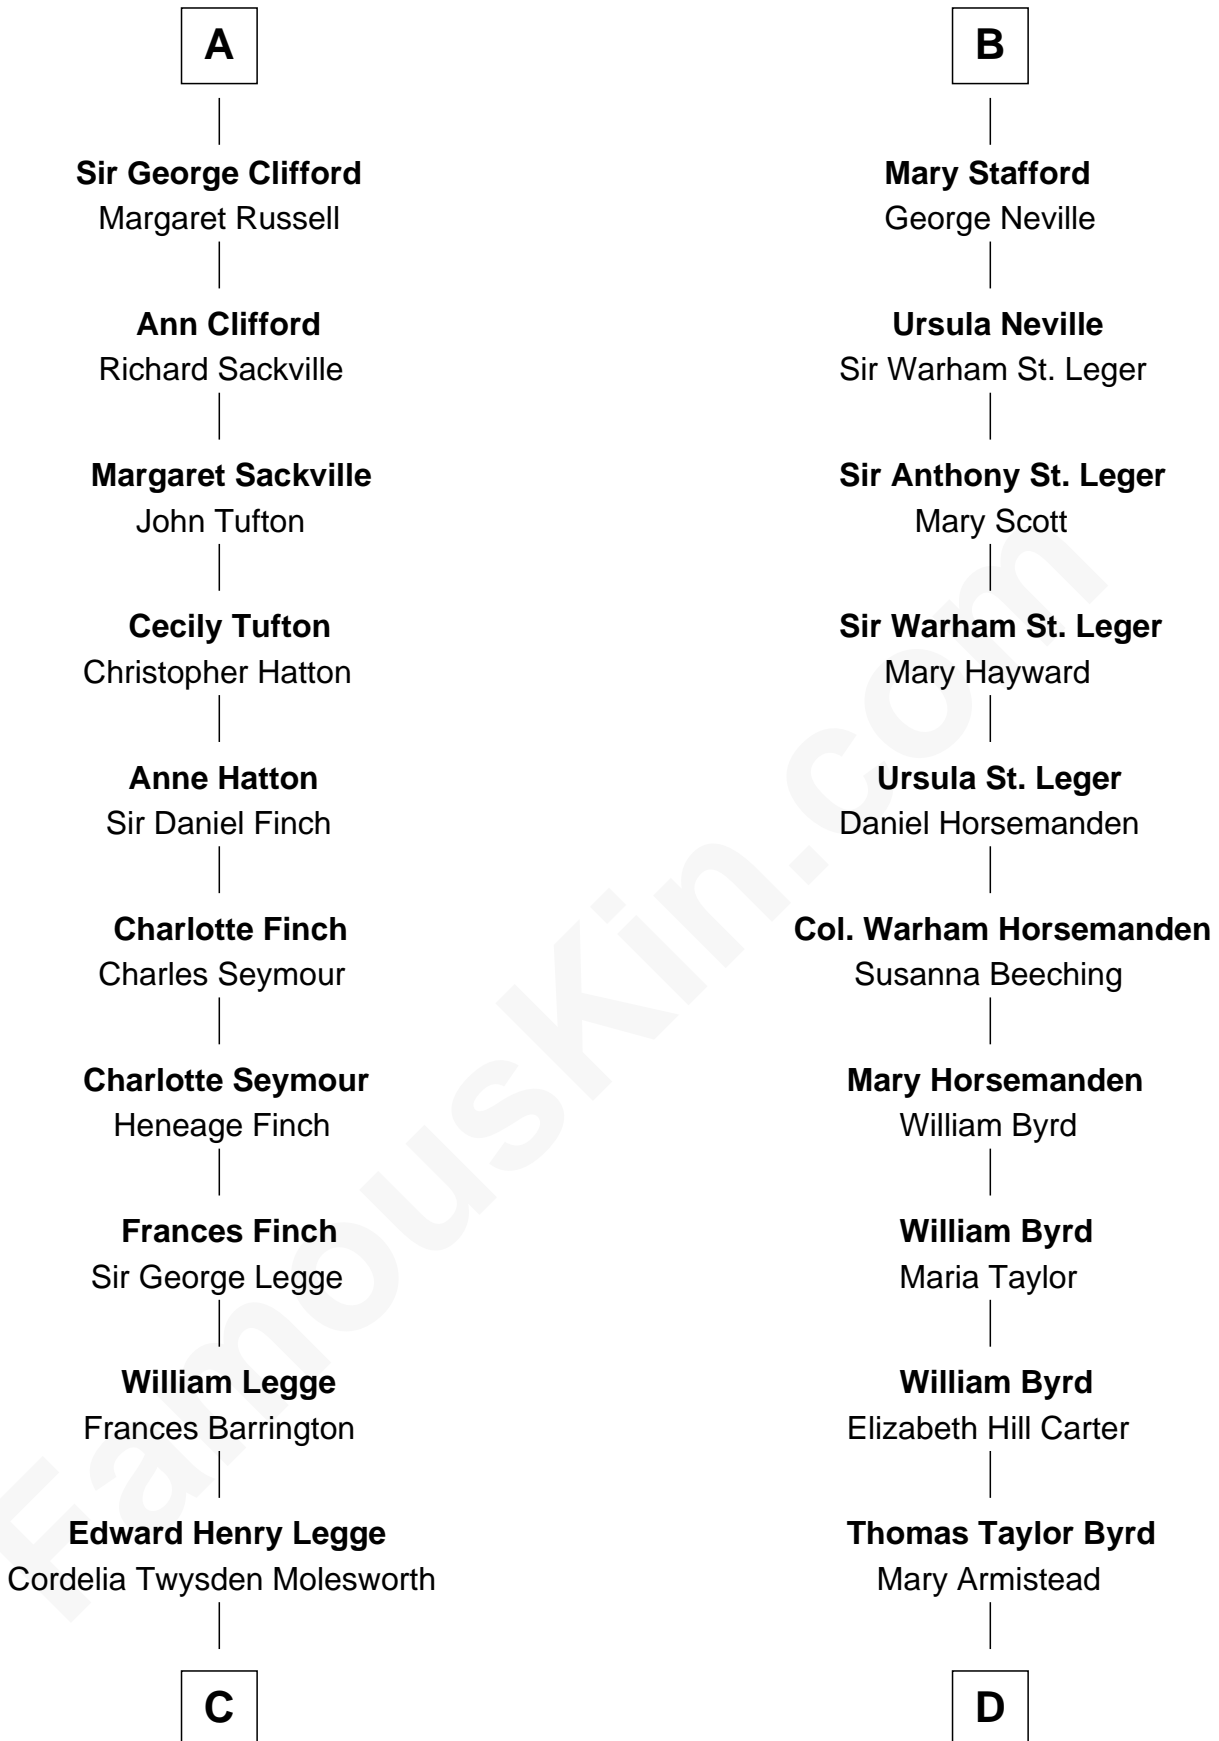 A
Sir George Clifford
Margaret Russell
Ann Clifford
Richard Sackville
Margaret Sackville
John Tufton
Cecily Tufton
Christopher Hatton
Anne Hatton
Sir Daniel Finch
Charlotte Finch
Charles Seymour
Charlotte Seymour
Heneage Finch
Frances Finch
Sir George Legge
William Legge
Frances Barrington
Edward Henry Legge
Cordelia Twysden Molesworth
C
B
Mary Stafford
George Neville
Ursula Neville
Sir Warham St. Leger
Sir Anthony St. Leger
Mary Scott
Sir Warham St. Leger
Mary Hayward
Ursula St. Leger
Daniel Horsemanden
Col. Warham Horsemanden
Susanna Beeching
Mary Horsemanden
William Byrd
William Byrd
Maria Taylor
William Byrd
Elizabeth Hill Carter
Thomas Taylor Byrd
Mary Armistead
D
FamousKin.com